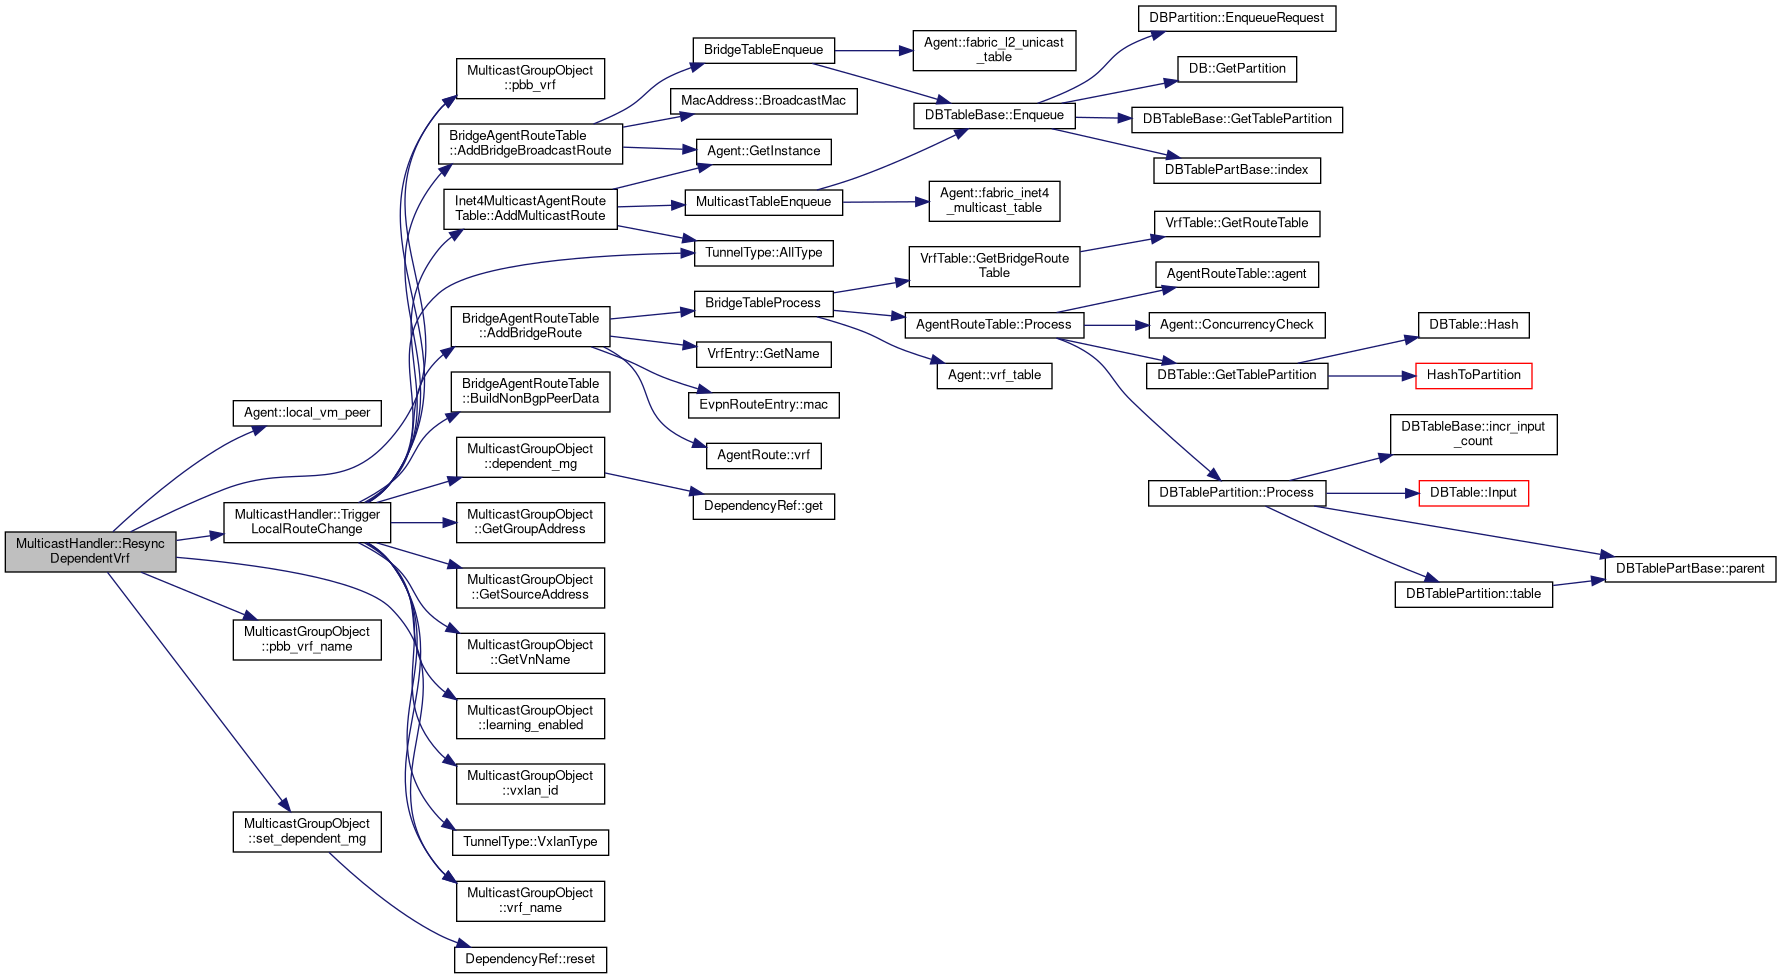 MulticastHandler::Resync
DependentVrf
Agent::local_vm_peer
MulticastHandler::Trigger
LocalRouteChange
MulticastGroupObject
::pbb_vrf_name
MulticastGroupObject
::set_dependent_mg
MulticastGroupObject
::pbb_vrf
BridgeAgentRouteTable
::AddBridgeBroadcastRoute
Inet4MulticastAgentRoute
Table::AddMulticastRoute
BridgeAgentRouteTable
::AddBridgeRoute
BridgeAgentRouteTable
::BuildNonBgpPeerData
MulticastGroupObject
::dependent_mg
MulticastGroupObject
::GetGroupAddress
MulticastGroupObject
::GetSourceAddress
MulticastGroupObject
::GetVnName
MulticastGroupObject
::learning_enabled
MulticastGroupObject
::vxlan_id
TunnelType::VxlanType
MulticastGroupObject
::vrf_name
DependencyRef::reset
BridgeTableEnqueue
MacAddress::BroadcastMac
Agent::GetInstance
MulticastTableEnqueue
TunnelType::AllType
BridgeTableProcess
VrfEntry::GetName
EvpnRouteEntry::mac
AgentRoute::vrf
DependencyRef::get
Agent::fabric_l2_unicast
_table
DBTableBase::Enqueue
Agent::fabric_inet4
_multicast_table
VrfTable::GetBridgeRoute
Table
AgentRouteTable::Process
Agent::vrf_table
DBPartition::EnqueueRequest
DB::GetPartition
DBTableBase::GetTablePartition
DBTablePartBase::index
VrfTable::GetRouteTable
AgentRouteTable::agent
Agent::ConcurrencyCheck
DBTable::GetTablePartition
DBTablePartition::Process
DBTable::Hash
HashToPartition
DBTableBase::incr_input
_count
DBTable::Input
DBTablePartition::table
DBTablePartBase::parent